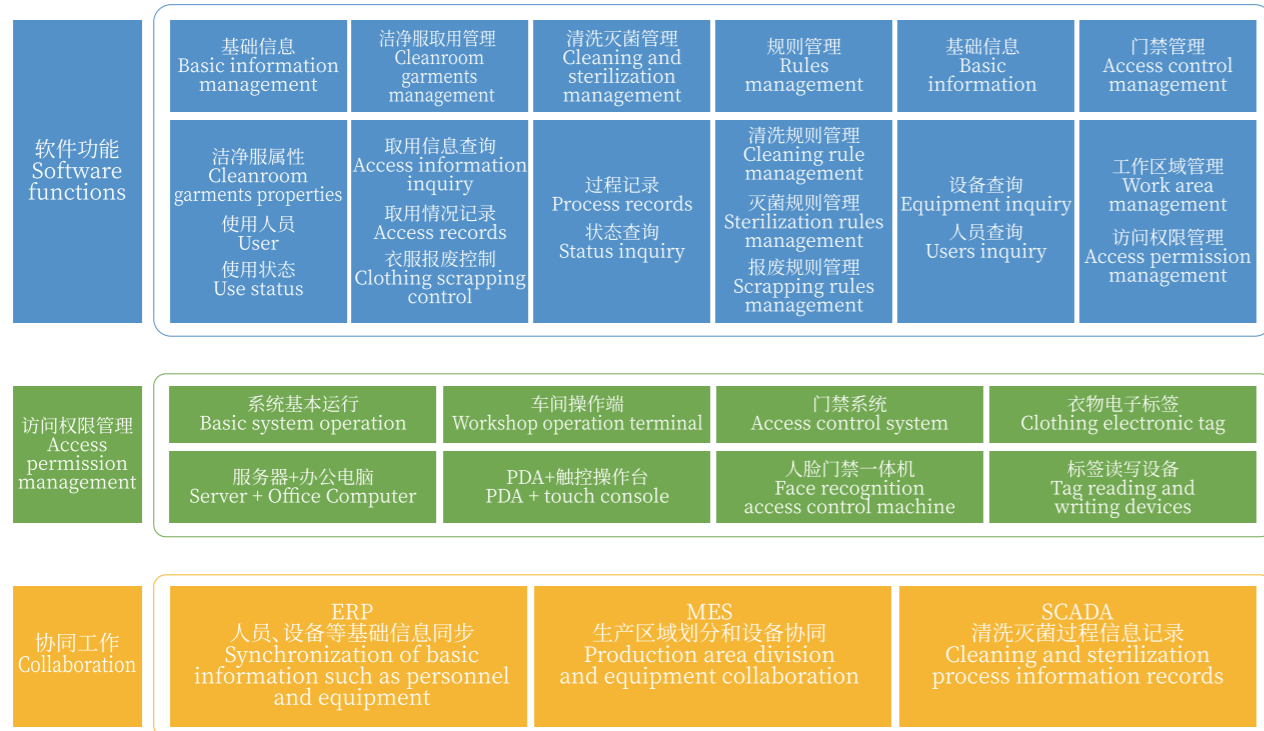 软件功能
Software
functions
基础信息
Basic information
management
洁净服取用管理
Cleanroom
garments
management
清洗灭菌管理
Cleaning and
sterilization
management
规则管理
Rules
management
基础信息
Basic
information
门禁管理
Access control
management
洁净服属性
Cleanroom
garments properties
使用人员
User
使用状态
Use status
取用信息查询
Access information
inquiry
取用情况记录
Access records
衣服报废控制
Clothing scrapping
control
过程记录
Process records
状态查询
Status inquiry
清洗规则管理
Cleaning rule
management
灭菌规则管理
Sterilization rules
management
报废规则管理
Scrapping rules
management
设备查询
Equipment inquiry
人员查询
Users inquiry
工作区域管理
Work area
management
访问权限管理
Access permission
management
访问权限管理
Access
permission
management
系统基本运行
Basic system operation
车间操作端
Workshop operation terminal
门禁系统
Access control system
衣物电子标签
Clothing electronic tag
服务器+办公电脑
Server + Office Computer
PDA+触控操作台
PDA + touch console
人脸门禁一体机
Face recognition
access control machine
标签读写设备
Tag reading and
writing devices
协同工作
Collaboration
ERP
人员、设备等基础信息同步
Synchronization of basic
information such as personnel
and equipment
MES
生产区域划分和设备协同
Production area division
and equipment collaboration
SCADA
清洗灭菌过程信息记录
Cleaning and sterilization
process information records